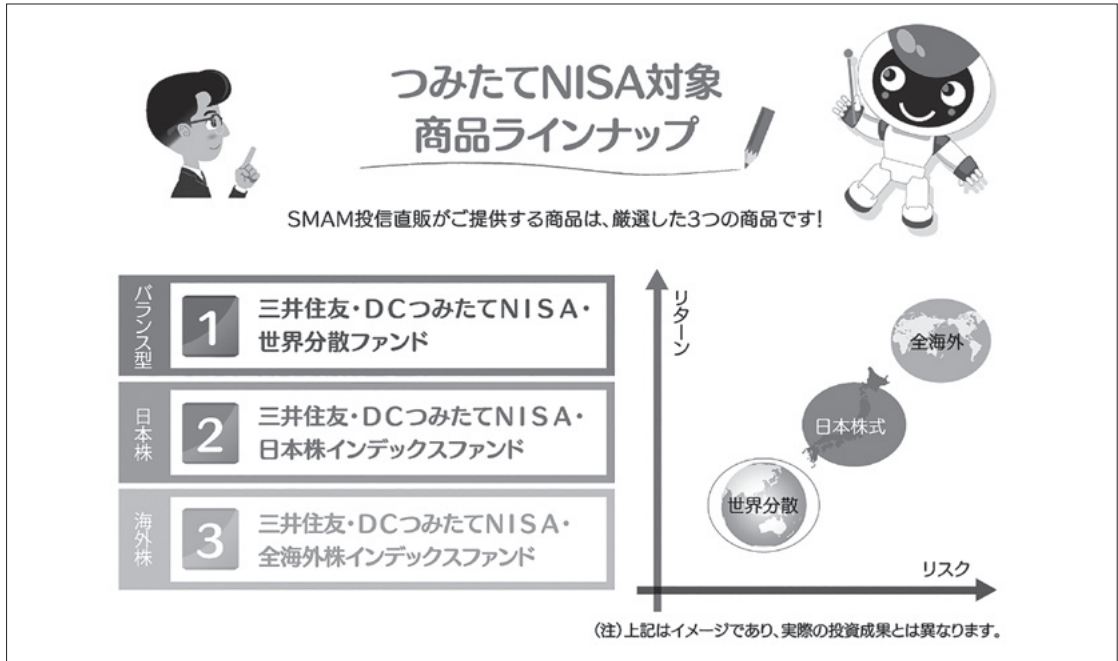 つみたてNISA対象
商品ラインナップ
SMAM投信直販がご提供する商品は、厳選した3つの商品です!
バランス型
1
三井住友・DCつみたてNISA・
世界分散ファンド
日本株
2
三井住友・DCつみたてNISA・
日本株インデックスファンド
海外株
3
三井住友・DCつみたてNISA・
全海外株インデックスファンド
リターン
全海外
日本株式
世界分散
リスク
(注)上記はイメージであり、実際の投資成果とは異なります。